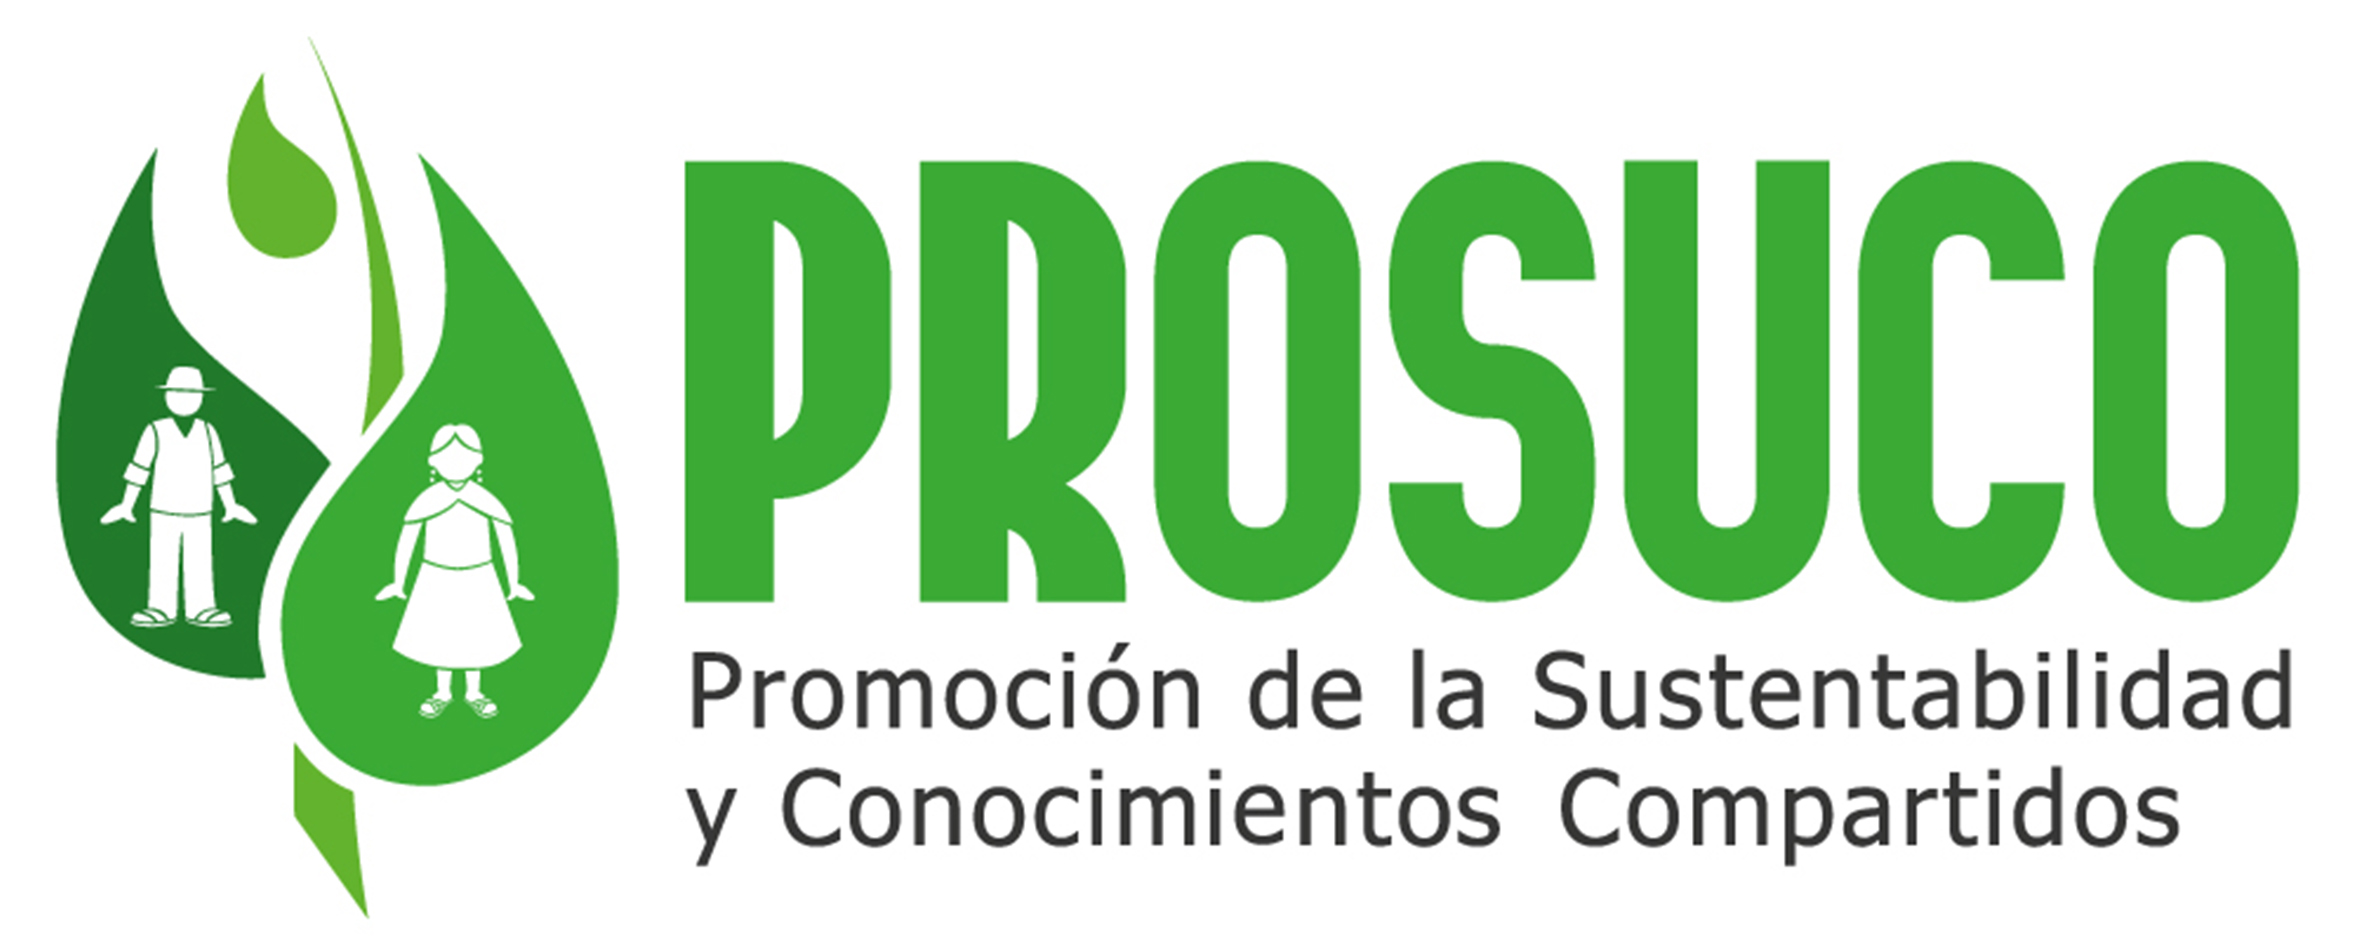 PROSUCO
Promoción de la Sustentabilidad
y Conocimientos Compartidos